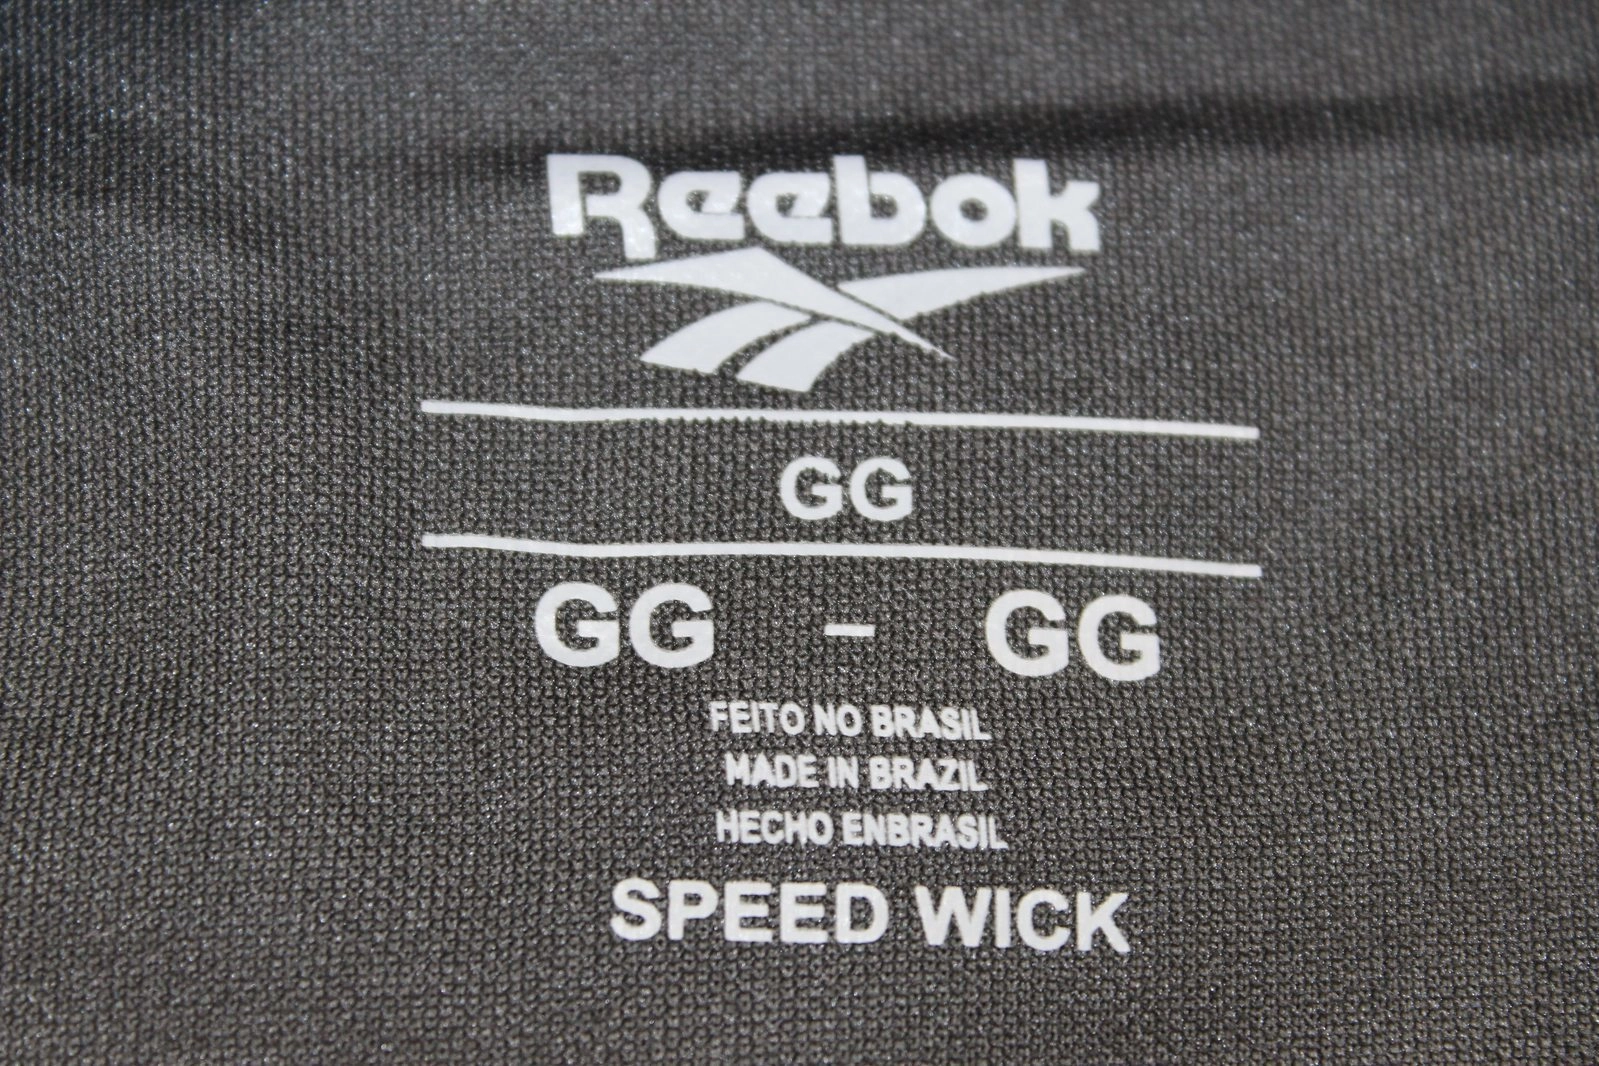 Reebok
GG
GG - GG
FEITO NO BRASIL
MADE IN BRAZIL
HECHO ENBRASIL
SPEED WICK